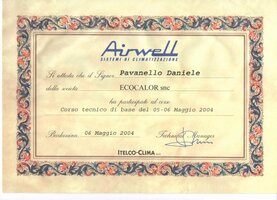 Airwell
SISTEMI DI CLIMATIZZAZIONE
Si attesta che il Signor Pavanello Daniele
della società ECOCALOR snc
ha partecipato al corso
Corso tecnico di base del 05-06 Maggio 2004
Barlassina, 06 Maggio 2004 Technical Manager
ITELCO-CLIMA